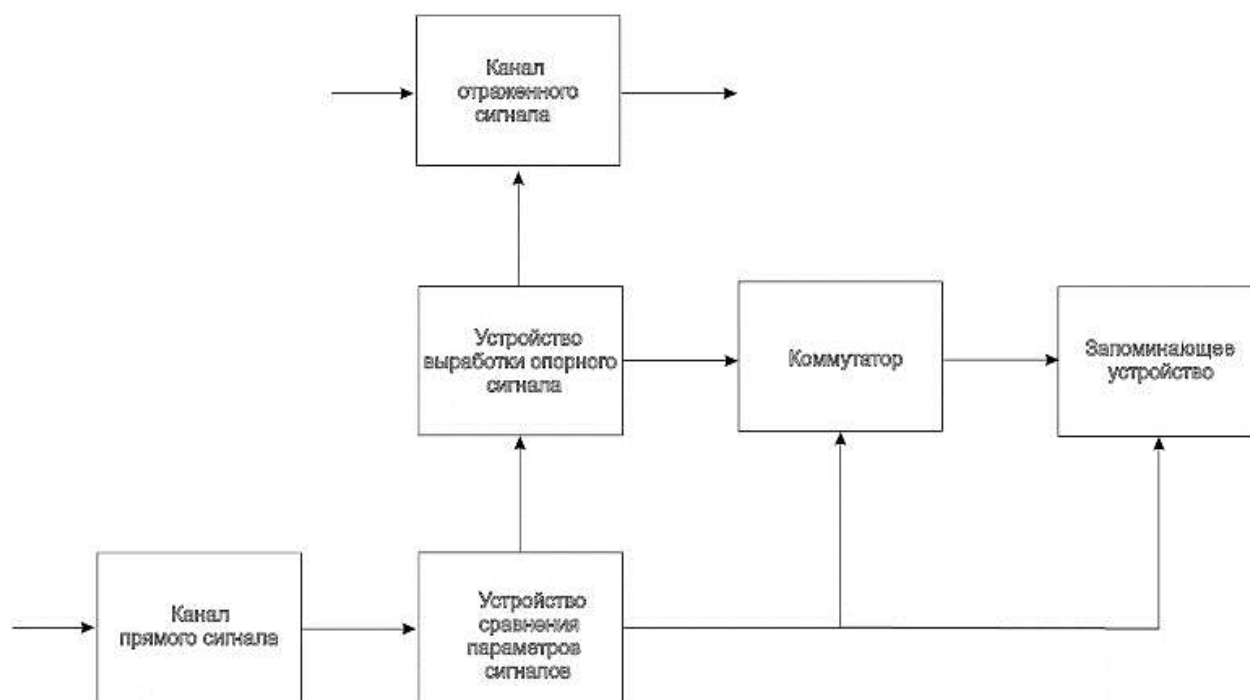 Канал
отраженного
сигнала
Устройство
выработки опорного
сигнала
Коммутатор
Запоминающее
устройство
Канал
прямого сигнала
Устройство
сравнения
параметров
сигналов